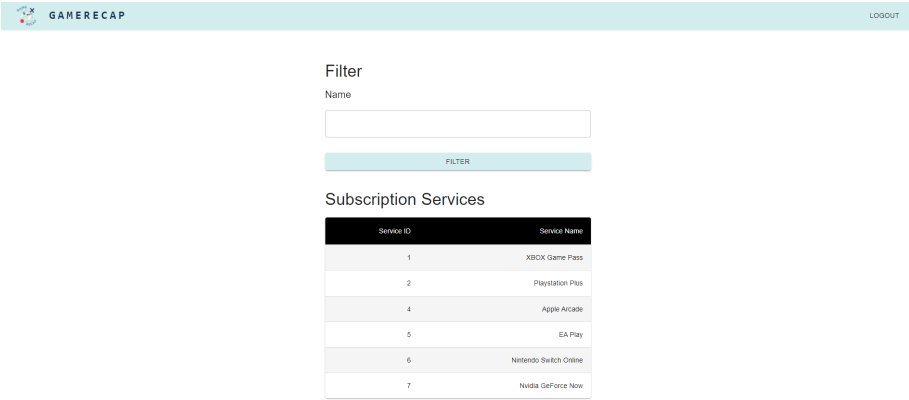 GAMERECAP
LOGOUT
Filter
Name
FILTER
Subscription Services
Service ID Service Name
1 XBOX Game Pass
2 Playstation Plus
4 Apple Arcade
5 EA Play
6 Nintendo Switch Online
7 Nvidia GeForce Now